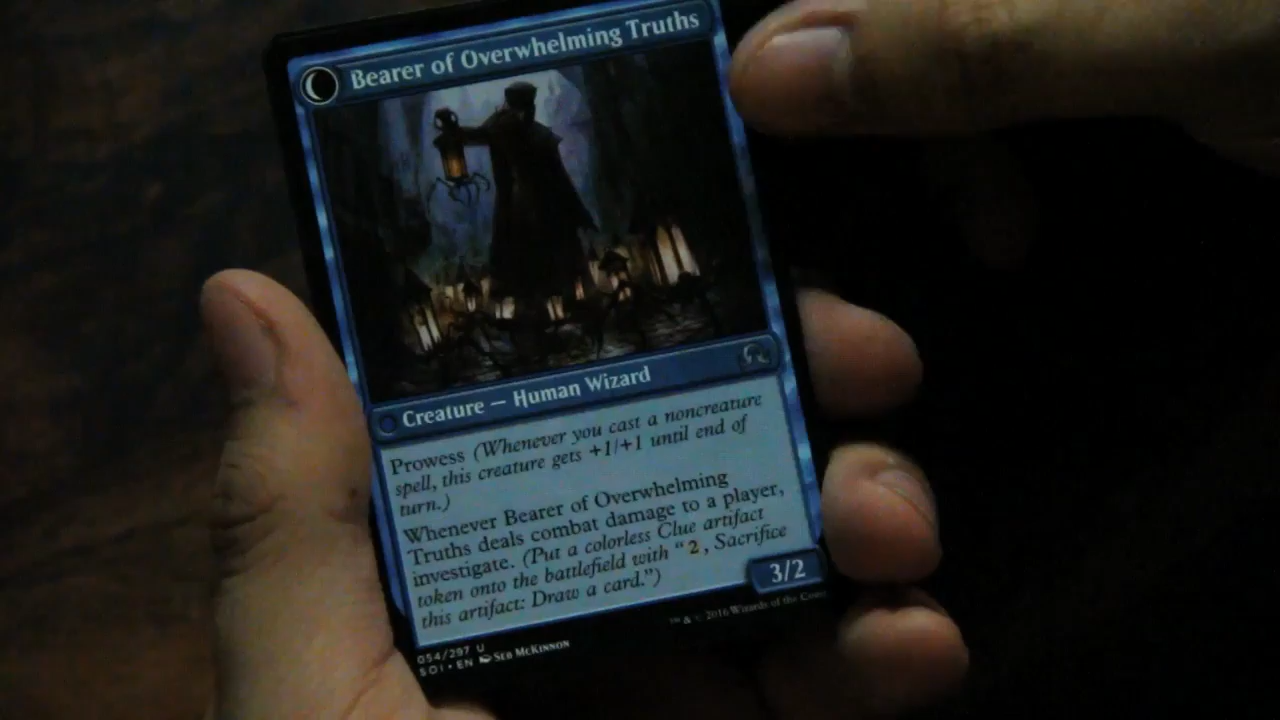 Bearer of Overwhelming Truths
Creature — Human Wizard
Prowess (Whenever you cast a noncreature
spell, this creature gets +1/+1 until end of
turn.)
Whenever Bearer of Overwhelming
Truths deals combat damage to a player,
investigate. (Put a colorless Clue artifact
token onto the battlefield with “2, Sacrifice
this artifact: Draw a card.”)
3/2
054/297 U
SOI • EN SEB MCKINNON
™ & © 2016 Wizards of the Coast